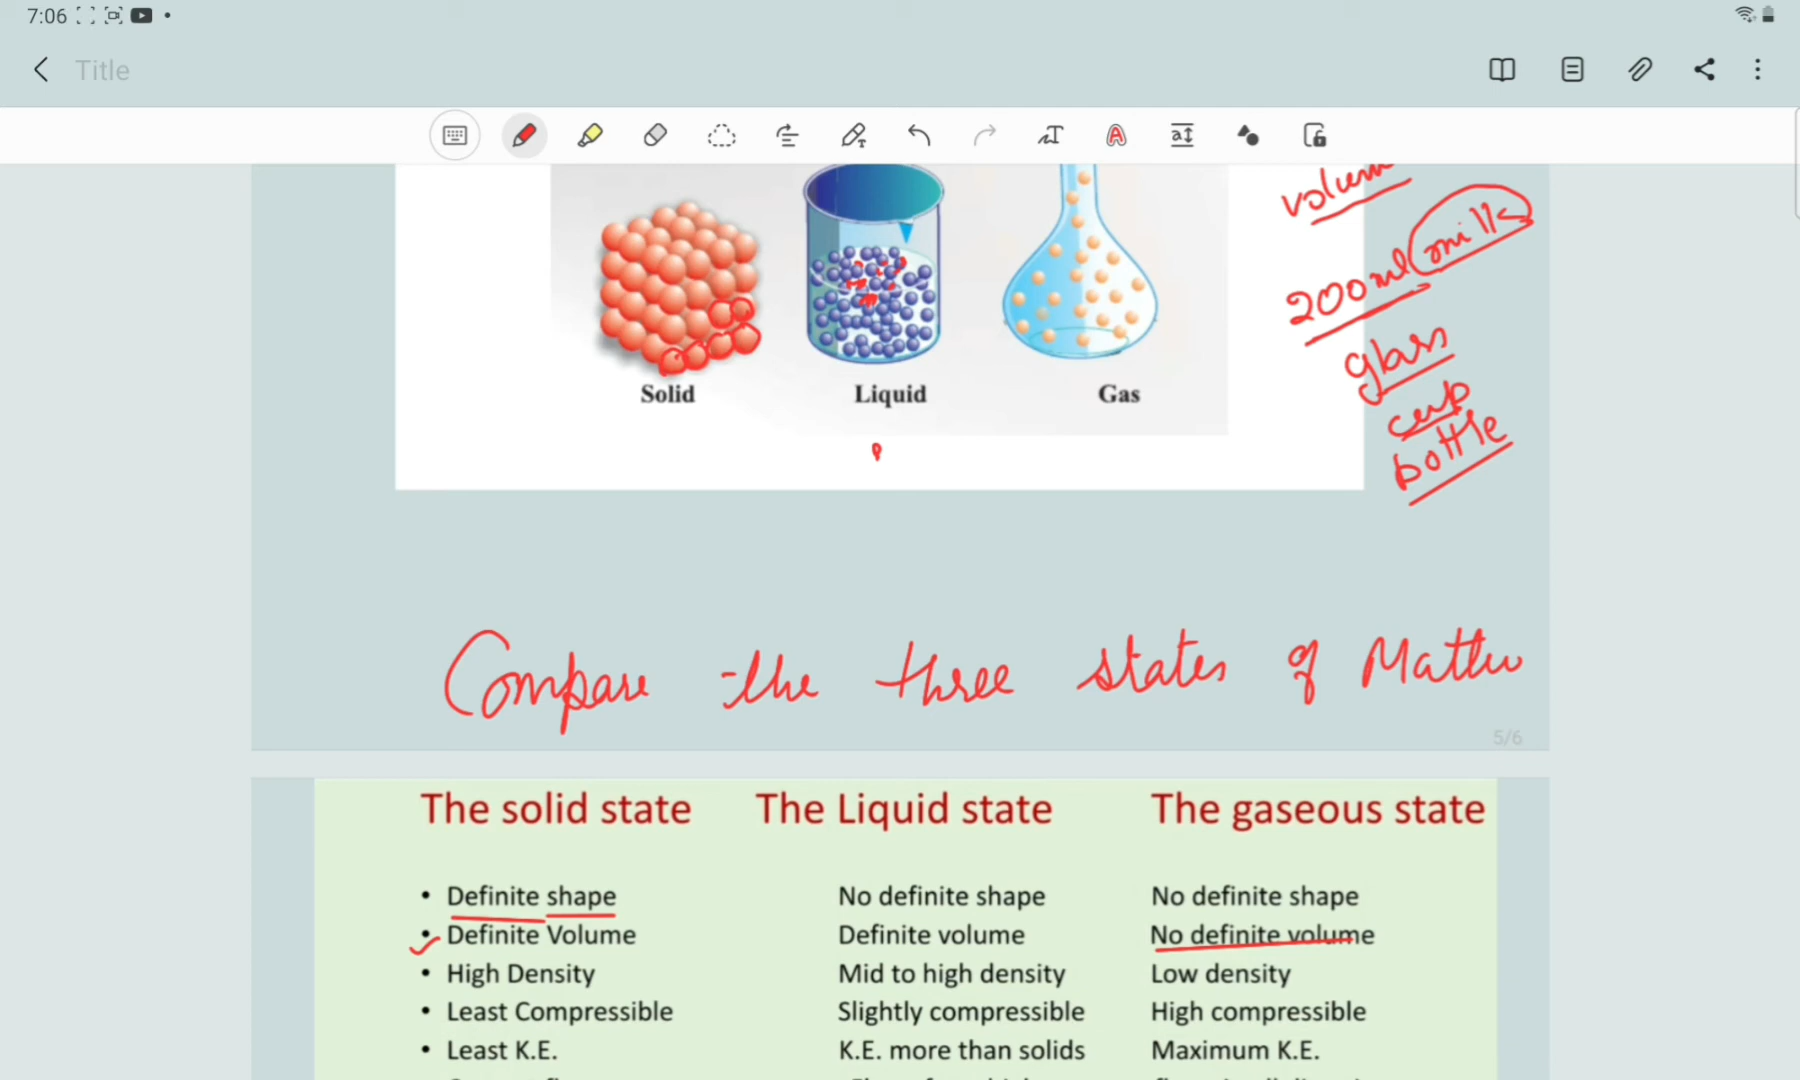 7:06
Title
volum
200ml milk
glass
cup
bottle
Solid Liquid Gas
Compare the three states of Matter
5/6
The solid state The Liquid state The gaseous state
• Definite shape No definite shape No definite shape
• Definite Volume Definite volume No definite volume
• High Density Mid to high density Low density
• Least Compressible Slightly compressible High compressible
• Least K.E. K.E. more than solids Maximum K.E.